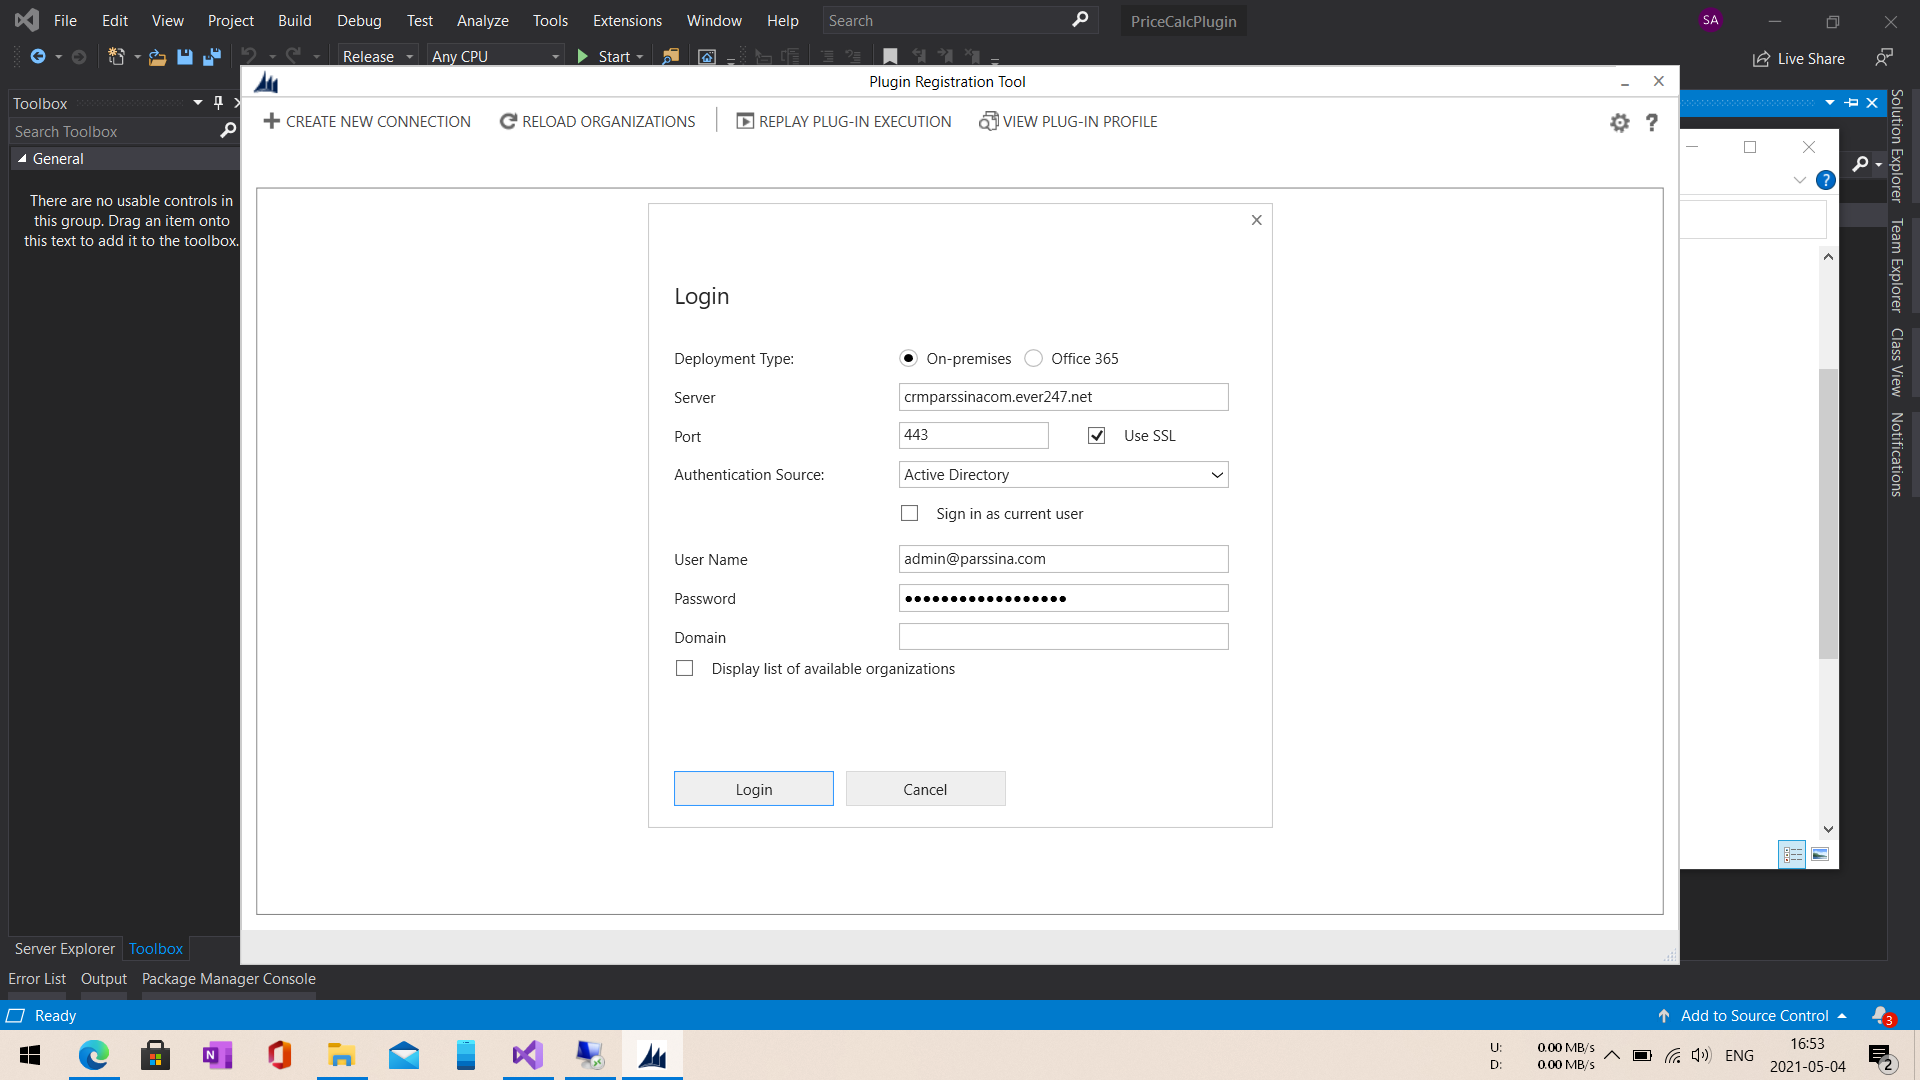 File Edit View Project Build Debug Test Analyze Tools Extensions Window Help Search PriceCalcPlugin SA
Release Any CPU Start Live Share
Plugin Registration Tool
Toolbox
Search Toolbox
General
There are no usable controls in
this group. Drag an item onto
this text to add it to the toolbox.
CREATE NEW CONNECTION RELOAD ORGANIZATIONS REPLAY PLUG-IN EXECUTION VIEW PLUG-IN PROFILE ?
?
Login
Deployment Type: On-premises Office 365
Server crmparssinacom.ever247.net
Port 443 Use SSL
Authentication Source: Active Directory
Sign in as current user
User Name admin@parssina.com
Password
Domain
Display list of available organizations
Login Cancel
Solution Explorer
Team Explorer
Class View
Notifications
Server Explorer Toolbox
Error List Output Package Manager Console
Ready Add to Source Control 3
U: 0.00 MB/s
D: 0.00 MB/s
ENG
16:53
2021-05-04
2
N